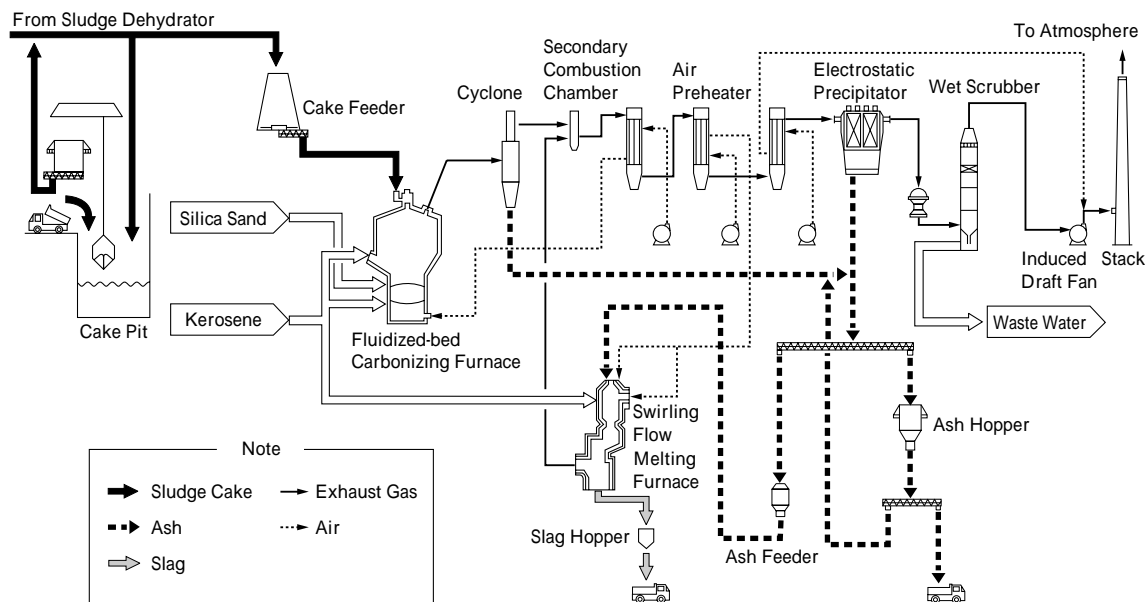 From Sludge Dehydrator
To Atmosphere
Secondary
Combustion
Chamber
Air
Preheater
Electrostatic
Precipitator
Cyclone
Wet Scrubber
Cake Feeder
Silica Sand
Kerosene
Cake Pit
Fluidized-bed
Carbonizing Furnace
Induced
Draft Fan
Stack
Waste Water
Swirling
Flow
Melting
Furnace
Ash Hopper
Slag Hopper
Ash Feeder
Note
Sludge Cake
Exhaust Gas
Ash
Air
Slag